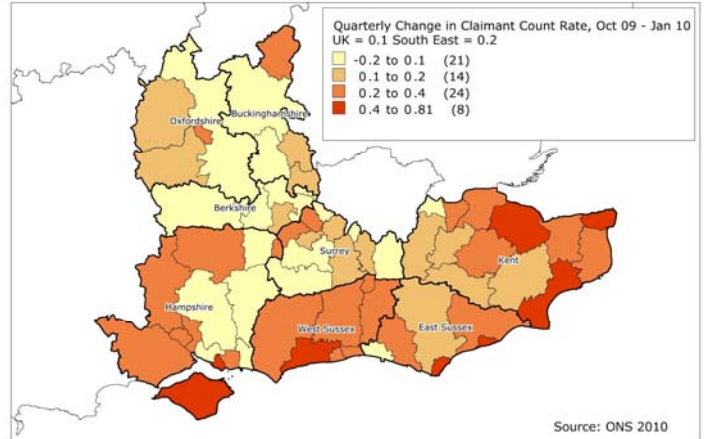 Quarterly Change in Claimant Count Rate, Oct 09 - Jan 10
UK = 0.1 South East = 0.2
-0.2 to 0.1 (21)
0.1 to 0.2 (14)
0.2 to 0.4 (24)
0.4 to 0.81 (8)
Buckinghamshire
Oxfordshire
Berkshire
Surrey
Kent
Hampshire
West Sussex
East Sussex
Source: ONS 2010